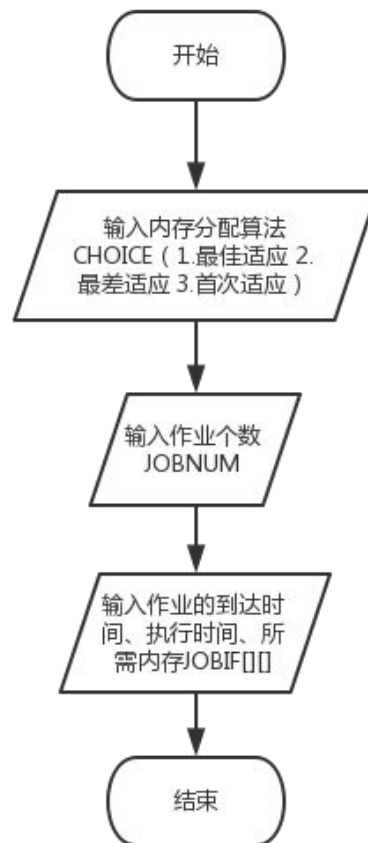 开始
输入内存分配算法
CHOICE（1.最佳适应 2.
最差适应 3.首次适应）
输入作业个数
JOBNUM
输入作业的到达时
间、执行时间、所
需内存JOBIF[][]
结束